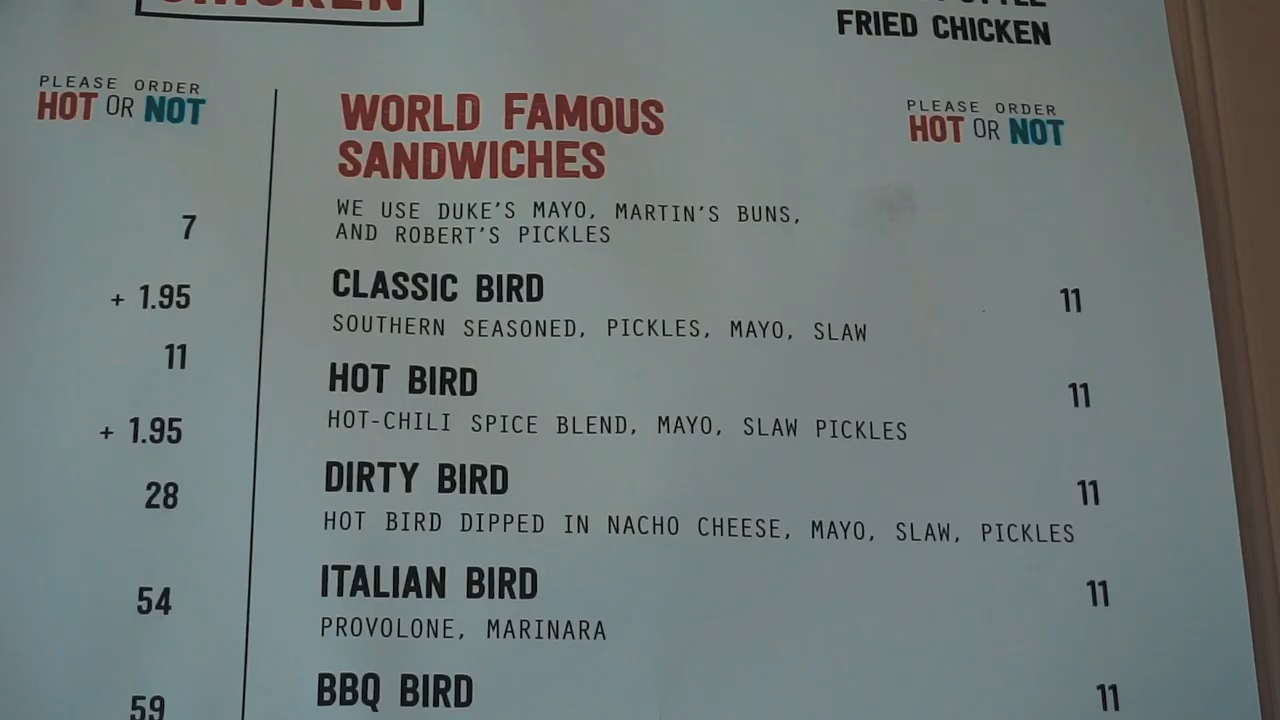 CHICKEN
FRIED CHICKEN
PLEASE ORDER
HOT OR NOT
7
+ 1.95
11
+ 1.95
28
54
59
WORLD FAMOUS
SANDWICHES
PLEASE ORDER
HOT OR NOT
WE USE DUKE'S MAYO, MARTIN'S BUNS,
AND ROBERT'S PICKLES
CLASSIC BIRD 11
SOUTHERN SEASONED, PICKLES, MAYO, SLAW
HOT BIRD 11
HOT-CHILI SPICE BLEND, MAYO, SLAW PICKLES
DIRTY BIRD 11
HOT BIRD DIPPED IN NACHO CHEESE, MAYO, SLAW, PICKLES
ITALIAN BIRD 11
PROVOLONE, MARINARA
BBQ BIRD 11